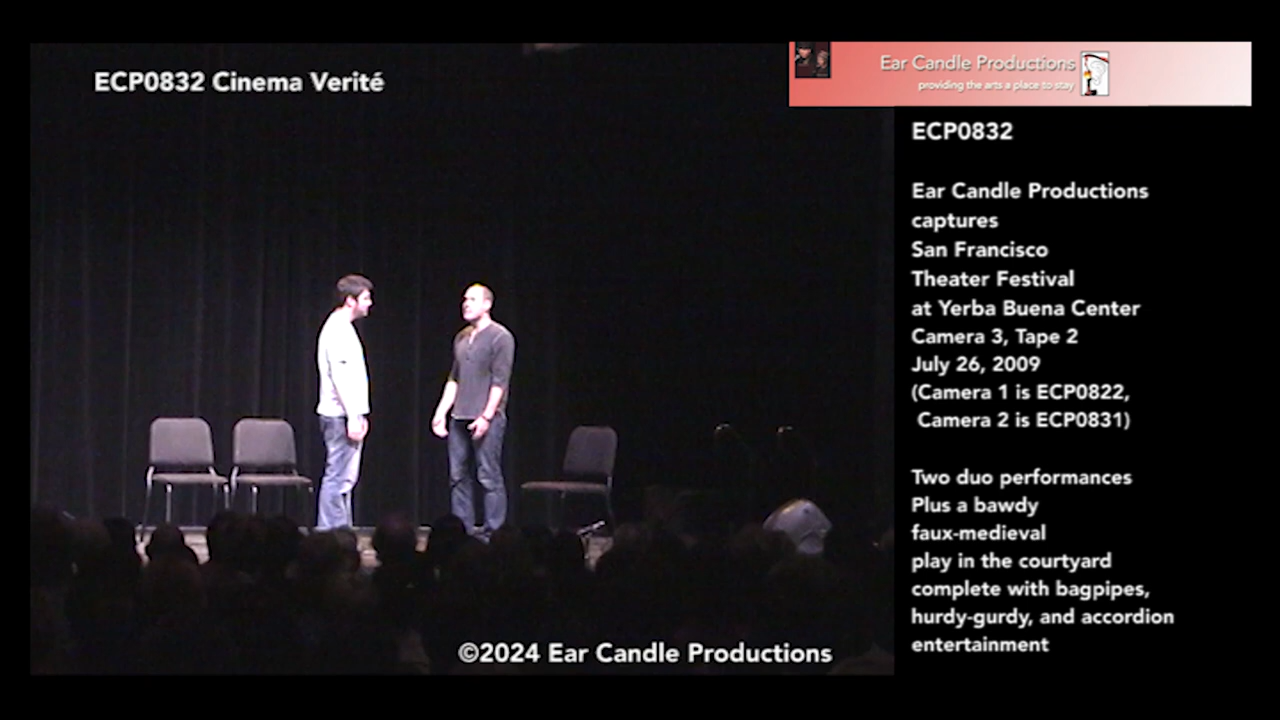 ECP0832 Cinema Verité
Ear Candle Productions
providing the arts a place to stay
ECP0832
Ear Candle Productions
captures
San Francisco
Theater Festival
at Yerba Buena Center
Camera 3, Tape 2
July 26, 2009
(Camera 1 is ECP0822,
Camera 2 is ECP0831)
Two duo performances
Plus a bawdy
faux-medieval
play in the courtyard
complete with bagpipes,
hurdy-gurdy, and accordion
entertainment
©2024 Ear Candle Productions